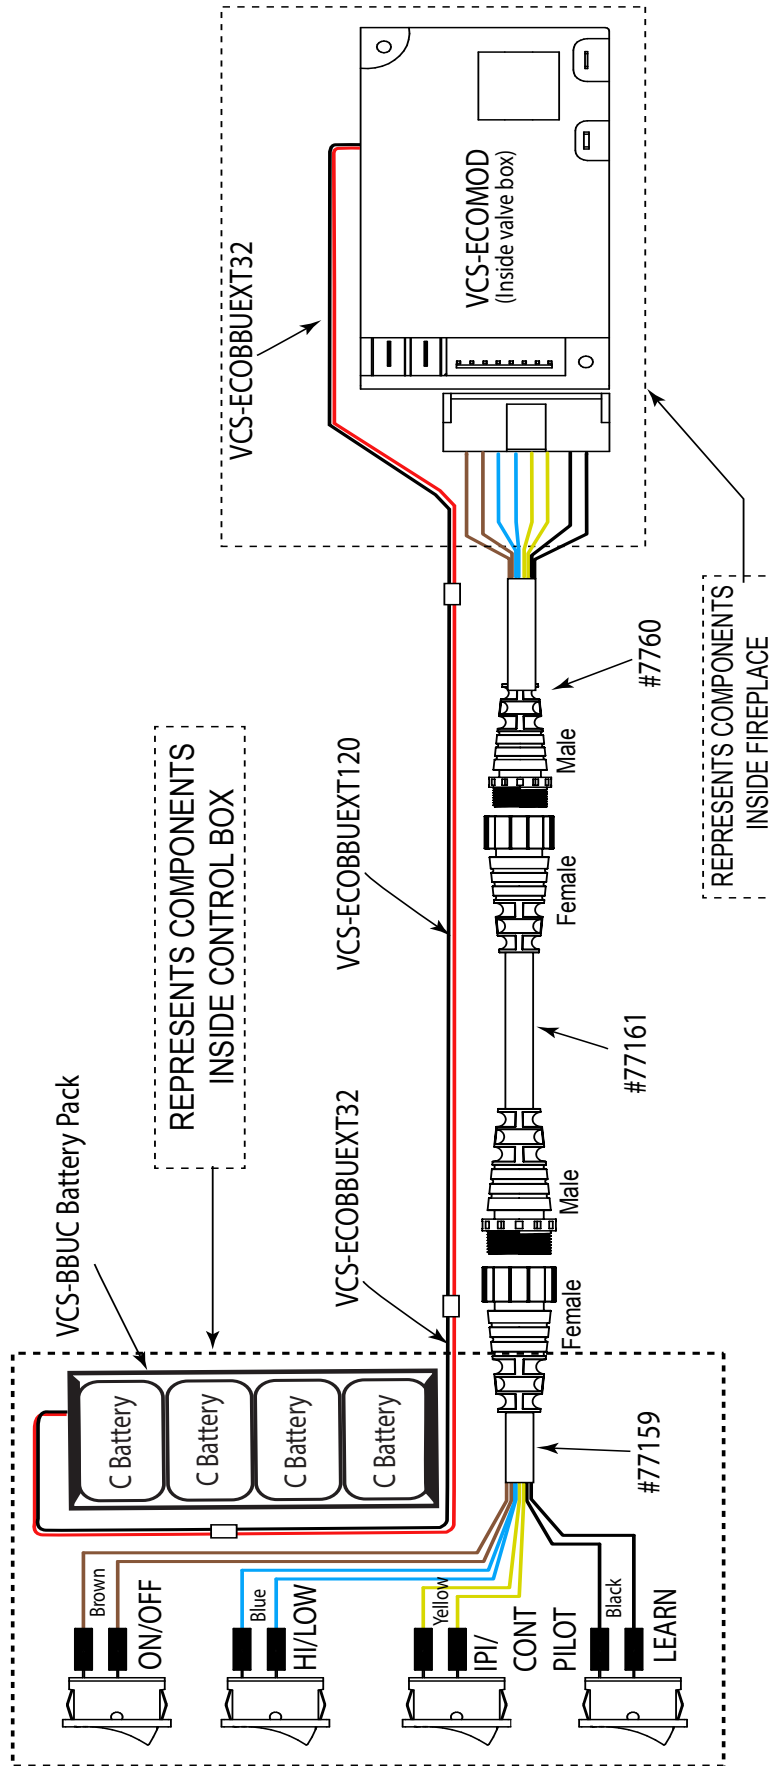 VCS-BBUC Battery Pack
REPRESENTS COMPONENTS
INSIDE CONTROL BOX
VCS-ECOBBUEXT32
VCS-ECOBBUEXT120
VCS-ECOBBUEXT32
C Battery
C Battery
C Battery
C Battery
VCS-ECOMOD
(Inside valve box)
Brown
ON/OFF
Blue
HI/LOW
Yellow
IPI/
CONT
PILOT
Black
LEARN
#77159
Female
Male
#77161
Female
Male
#7760
REPRESENTS COMPONENTS
INSIDE FIREPLACE